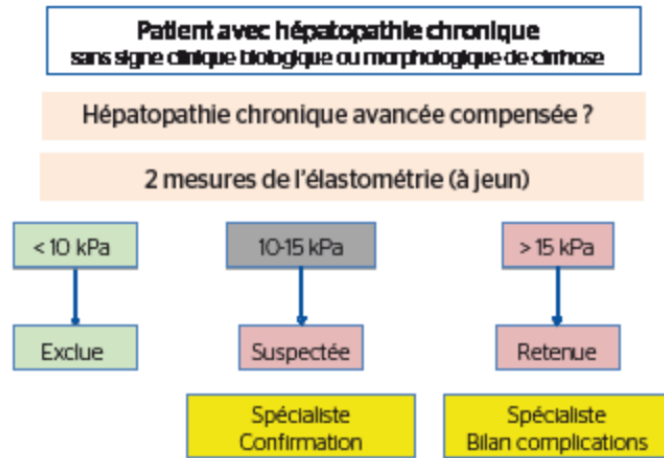 Patient avec hépatopathie chronique
sans signe clinique biologique ou morphologique de cirrhose
Hépatopathie chronique avancée compensée ?
2 mesures de l'élastométrie (à jeun)
< 10 kPa
10-15 kPa
> 15 kPa
Exclue
Suspectée
Retenue
Spécialiste
Confirmation
Spécialiste
Bilan complications